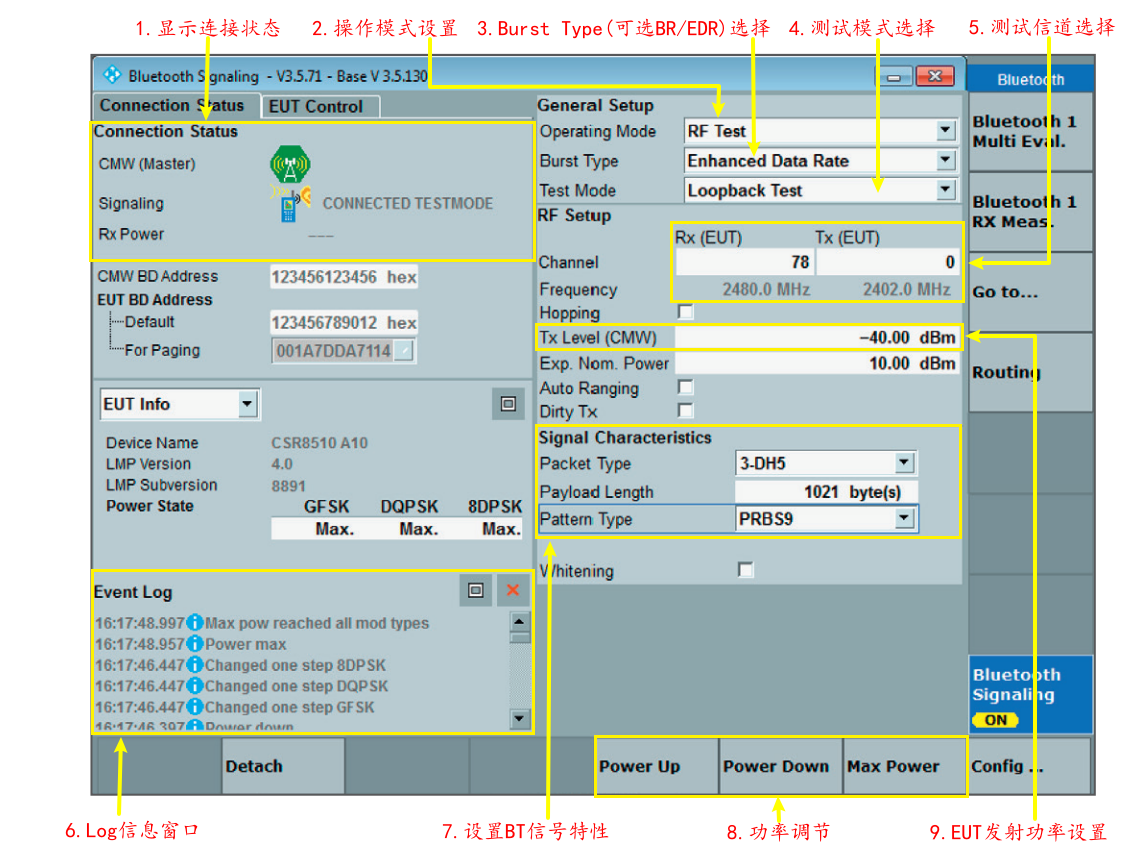 1.显示连接状态 2.操作模式设置 3.Burst Type(可选BR/EDR)选择 4.测试模式选择 5.测试信道选择
Bluetooth Signaling - V3.5.71 - Base V 3.5.130
Bluetooth
Connection Status EUT Control
Connection Status
CMW (Master)
Signaling CONNECTED TESTMODE
Rx Power ---
CMW BD Address 123456123456 hex
EUT BD Address
Default 123456789012 hex
For Paging 001A7DDA7114
EUT Info
Device Name CSR8510 A10
LMP Version 4.0
LMP Subversion 8891
Power State GFSK DQPSK 8DPSK
Max. Max. Max.
Event Log
16:17:48.997 Max pow reached all mod types
16:17:48.957 Power max
16:17:46.447 Changed one step 8DPSK
16:17:46.447 Changed one step DQPSK
16:17:46.447 Changed one step GFSK
16:17:46.397 Power down
General Setup
Operating Mode RF Test
Burst Type Enhanced Data Rate
Test Mode Loopback Test
RF Setup
Rx (EUT) Tx (EUT)
Channel 78 0
Frequency 2480.0 MHz 2402.0 MHz
Hopping
Tx Level (CMW) −40.00 dBm
Exp. Nom. Power 10.00 dBm
Auto Ranging
Dirty Tx
Signal Characteristics
Packet Type 3-DH5
Payload Length 1021 byte(s)
Pattern Type PRBS9
Whitening
Bluetooth 1
Multi Eval.
Bluetooth 1
RX Meas.
Go to...
Routing
Bluetooth
Signaling
ON
Detach Power Up Power Down Max Power Config ...
6.Log信息窗口 7.设置BT信号特性 8.功率调节 9.EUT发射功率设置